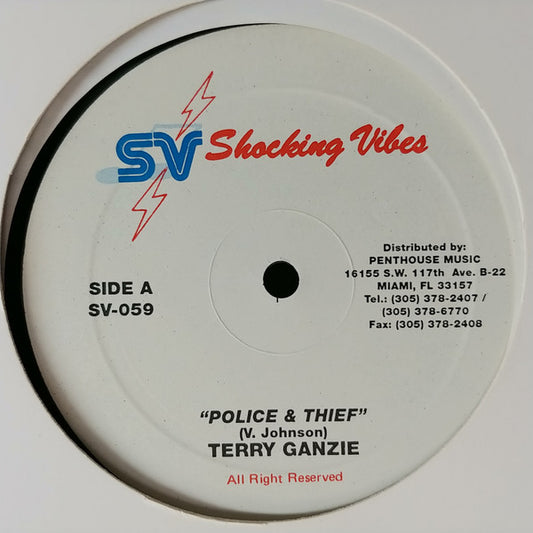 SV Shocking Vibes
SIDE A
SV-059
Distributed by:
PENTHOUSE MUSIC
16155 S.W. 117th Ave. B-22
MIAMI, FL 33157
Tel.: (305) 378-2407 /
(305) 378-6770
Fax: (305) 378-2408
"POLICE & THIEF"
(V. Johnson)
TERRY GANZIE
All Right Reserved